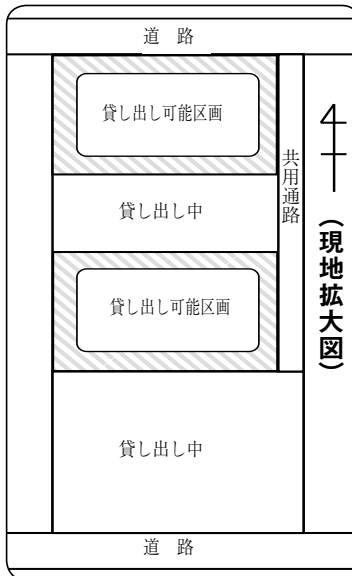 道 路
貸し出し可能区画
貸し出し中
共用通路
(現地拡大図)
貸し出し可能区画
貸し出し中
道 路